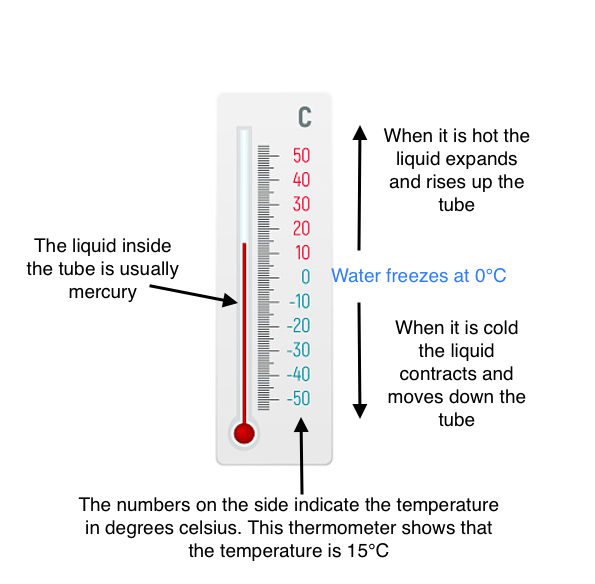 C
50
40
30
20
10
0
-10
-20
-30
-40
-50
When it is hot the
liquid expands
and rises up the
tube
The liquid inside
the tube is usually
mercury
Water freezes at 0°C
When it is cold
the liquid
contracts and
moves down the
tube
The numbers on the side indicate the temperature
in degrees celsius. This thermometer shows that
the temperature is 15°C